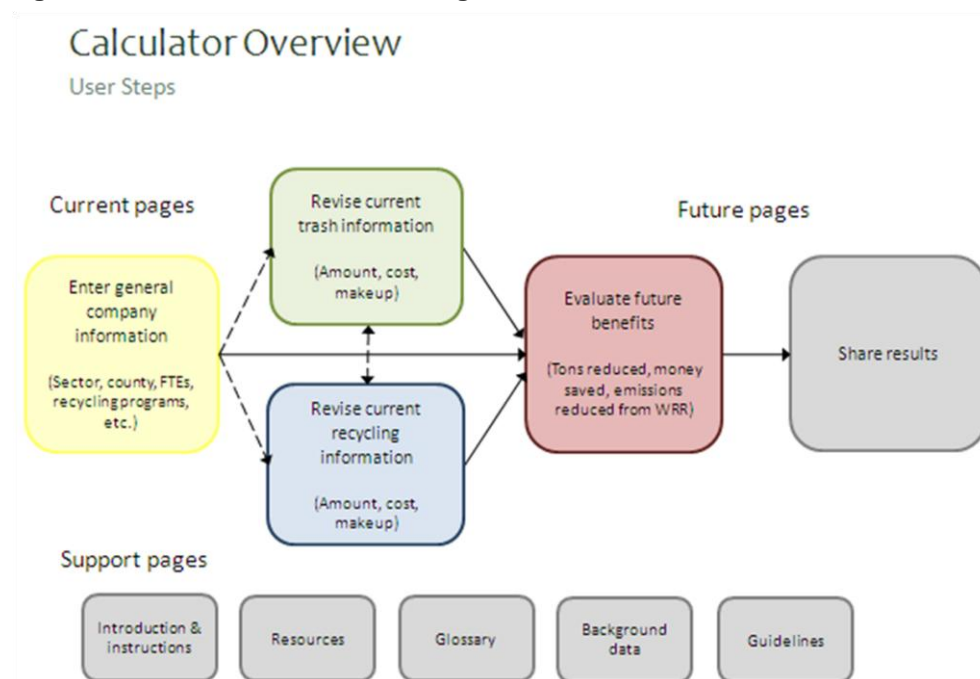 Calculator Overview
User Steps
Current pages
Enter general
company
information
(Sector, county, FTEs,
recycling programs,
etc.)
Revise current
trash information
(Amount, cost,
makeup)
Revise current
recycling
information
(Amount, cost,
makeup)
Future pages
Evaluate future
benefits
(Tons reduced, money
saved, emissions
reduced from WRR)
Share results
Support pages
Introduction &
instructions
Resources
Glossary
Background
data
Guidelines